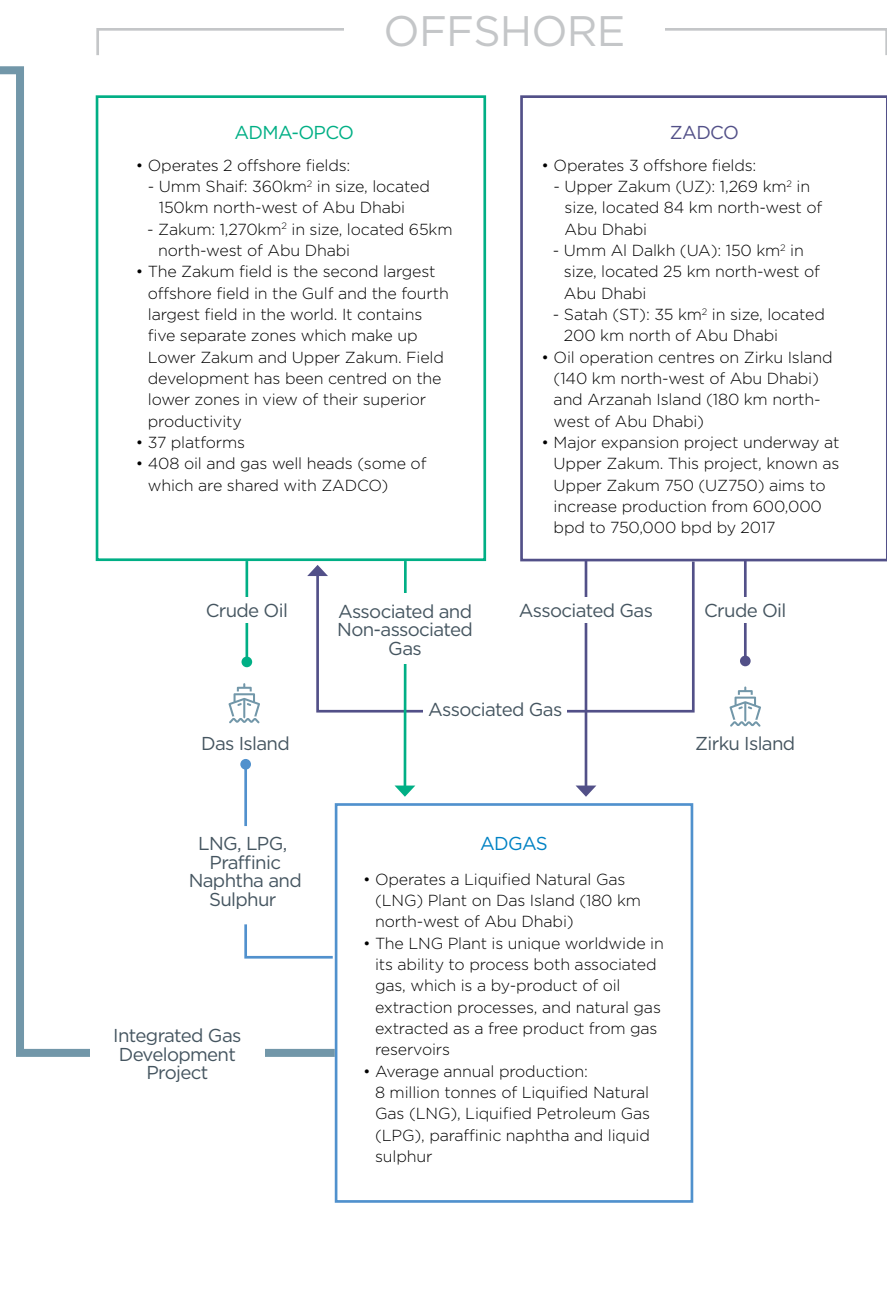 OFFSHORE
ADMA-OPCO
• Operates 2 offshore fields:
- Umm Shaif: 360km² in size, located
150km north-west of Abu Dhabi
- Zakum: 1,270km² in size, located 65km
north-west of Abu Dhabi
• The Zakum field is the second largest
offshore field in the Gulf and the fourth
largest field in the world. It contains
five separate zones which make up
Lower Zakum and Upper Zakum. Field
development has been centred on the
lower zones in view of their superior
productivity
• 37 platforms
• 408 oil and gas well heads (some of
which are shared with ZADCO)
ZADCO
• Operates 3 offshore fields:
- Upper Zakum (UZ): 1,269 km² in
size, located 84 km north-west of
Abu Dhabi
- Umm Al Dalkh (UA): 150 km² in
size, located 25 km north-west of
Abu Dhabi
- Satah (ST): 35 km² in size, located
200 km north of Abu Dhabi
• Oil operation centres on Zirku Island
(140 km north-west of Abu Dhabi)
and Arzanah Island (180 km north-
west of Abu Dhabi)
• Major expansion project underway at
Upper Zakum. This project, known as
Upper Zakum 750 (UZ750) aims to
increase production from 600,000
bpd to 750,000 bpd by 2017
Crude Oil
Associated and
Non-associated
Gas
Associated Gas
Crude Oil
Associated Gas
Das Island
Zirku Island
LNG, LPG,
Praffinic
Naphtha and
Sulphur
ADGAS
• Operates a Liquified Natural Gas
(LNG) Plant on Das Island (180 km
north-west of Abu Dhabi)
• The LNG Plant is unique worldwide in
its ability to process both associated
gas, which is a by-product of oil
extraction processes, and natural gas
extracted as a free product from gas
reservoirs
• Average annual production:
8 million tonnes of Liquified Natural
Gas (LNG), Liquified Petroleum Gas
(LPG), paraffinic naphtha and liquid
sulphur
Integrated Gas
Development
Project